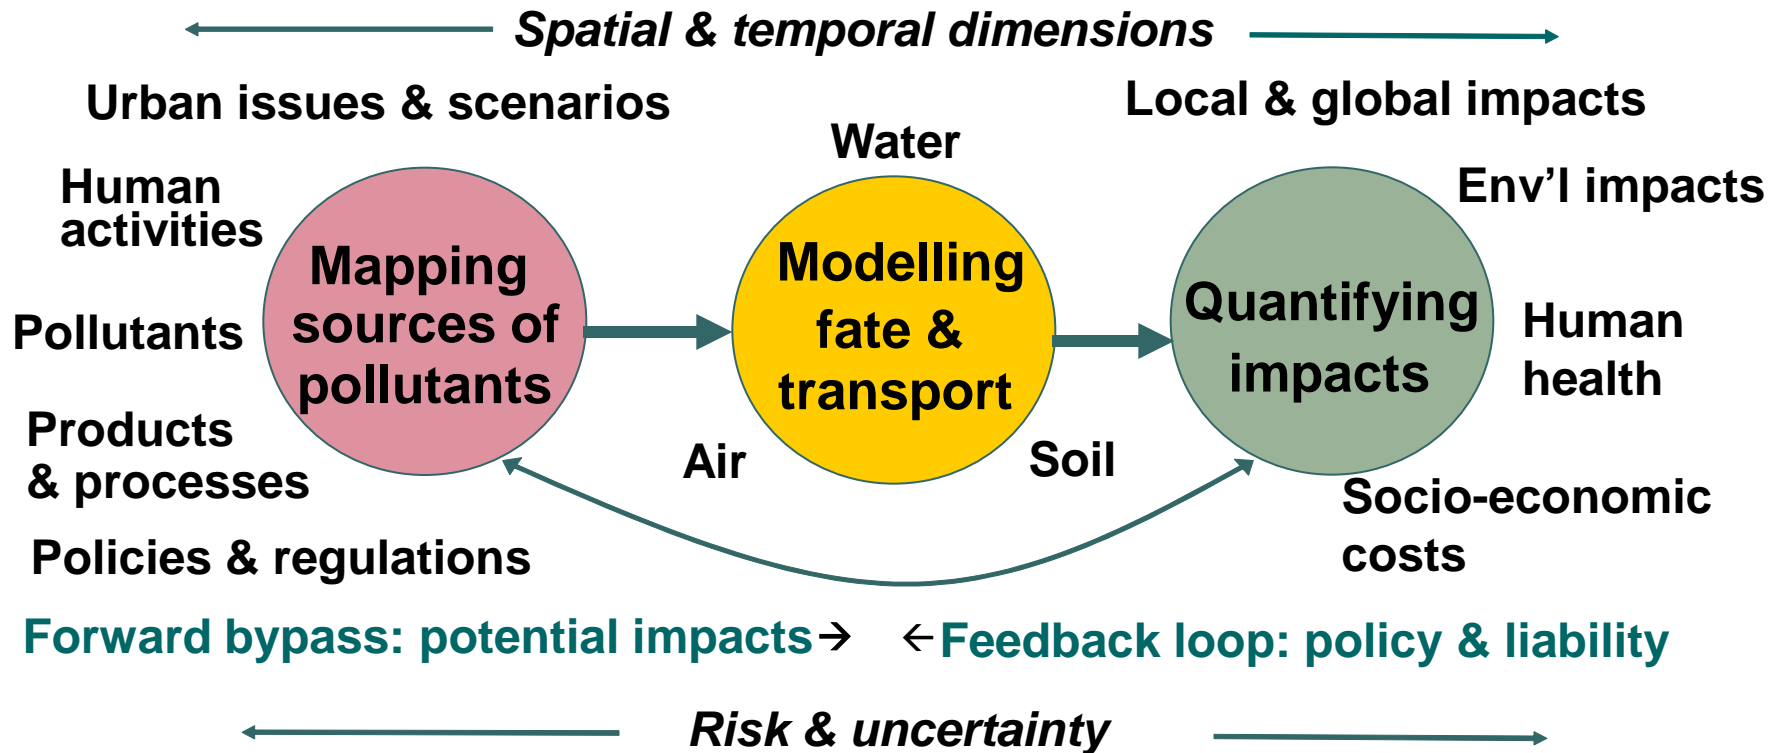 Spatial & temporal dimensions
Urban issues & scenarios
Local & global impacts
Water
Human
activities
Env’l impacts
Mapping
sources of
pollutants
Modelling
fate &
transport
Quantifying
impacts
Pollutants
Human
health
Products
& processes
Air
Soil
Socio-economic
costs
Policies & regulations
Forward bypass: potential impacts→ ←Feedback loop: policy & liability
Risk & uncertainty